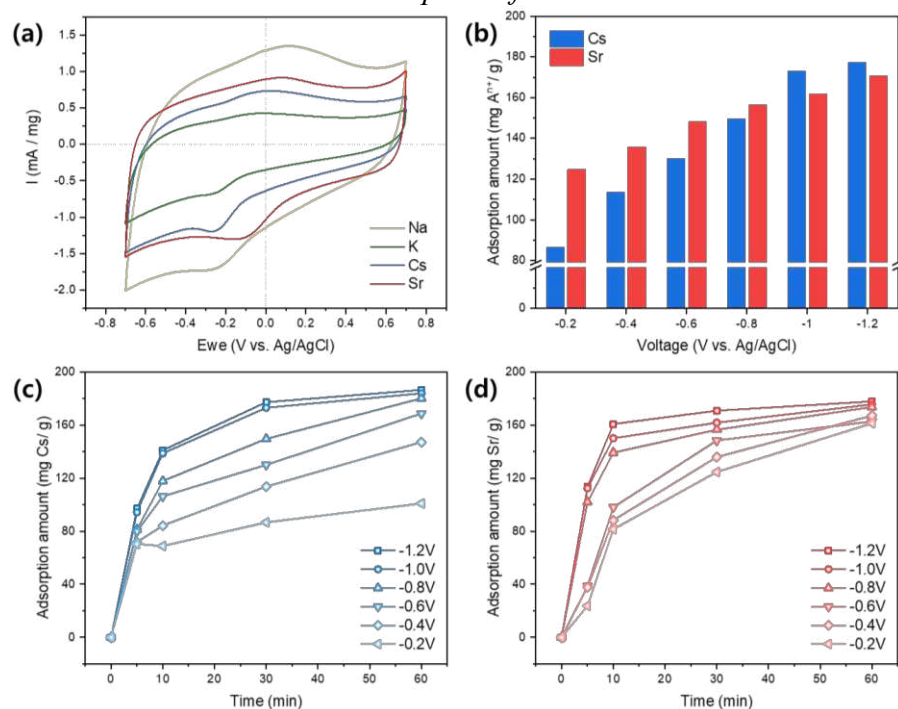 (a)
I (mA / mg)
1.5
1.0
0.5
0.0
-0.5
-1.0
-1.5
-2.0
Na
K
Cs
Sr
-0.8 -0.6 -0.4 -0.2 0.0 0.2 0.4 0.6 0.8
Ewe (V vs. Ag/AgCl)
(b)
Adsorption amount (mg Aⁿ⁺/ g)
200
180
160
140
120
100
80
0
Cs
Sr
-0.2 -0.4 -0.6 -0.8 -1 -1.2
Voltage (V vs. Ag/AgCl)
(c)
Adsorption amount (mg Cs/ g)
200
160
120
80
40
0
-1.2V
-1.0V
-0.8V
-0.6V
-0.4V
-0.2V
0 10 20 30 40 50 60
Time (min)
(d)
Adsorption amount (mg Sr/ g)
200
160
120
80
40
0
-1.2V
-1.0V
-0.8V
-0.6V
-0.4V
-0.2V
0 10 20 30 40 50 60
Time (min)